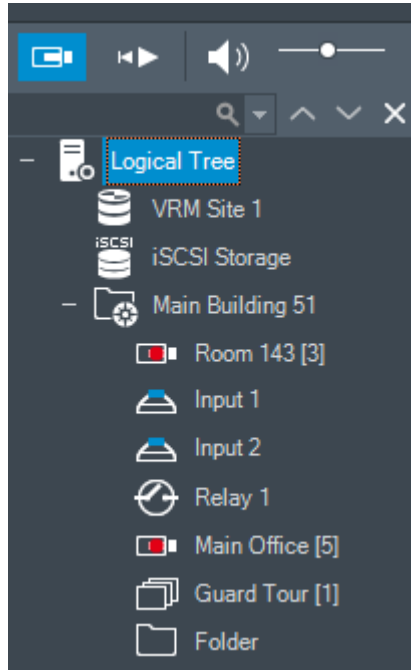 Logical Tree
VRM Site 1
iSCSI
iSCSI Storage
Main Building 51
Room 143 [3]
Input 1
Input 2
Relay 1
Main Office [5]
Guard Tour [1]
Folder